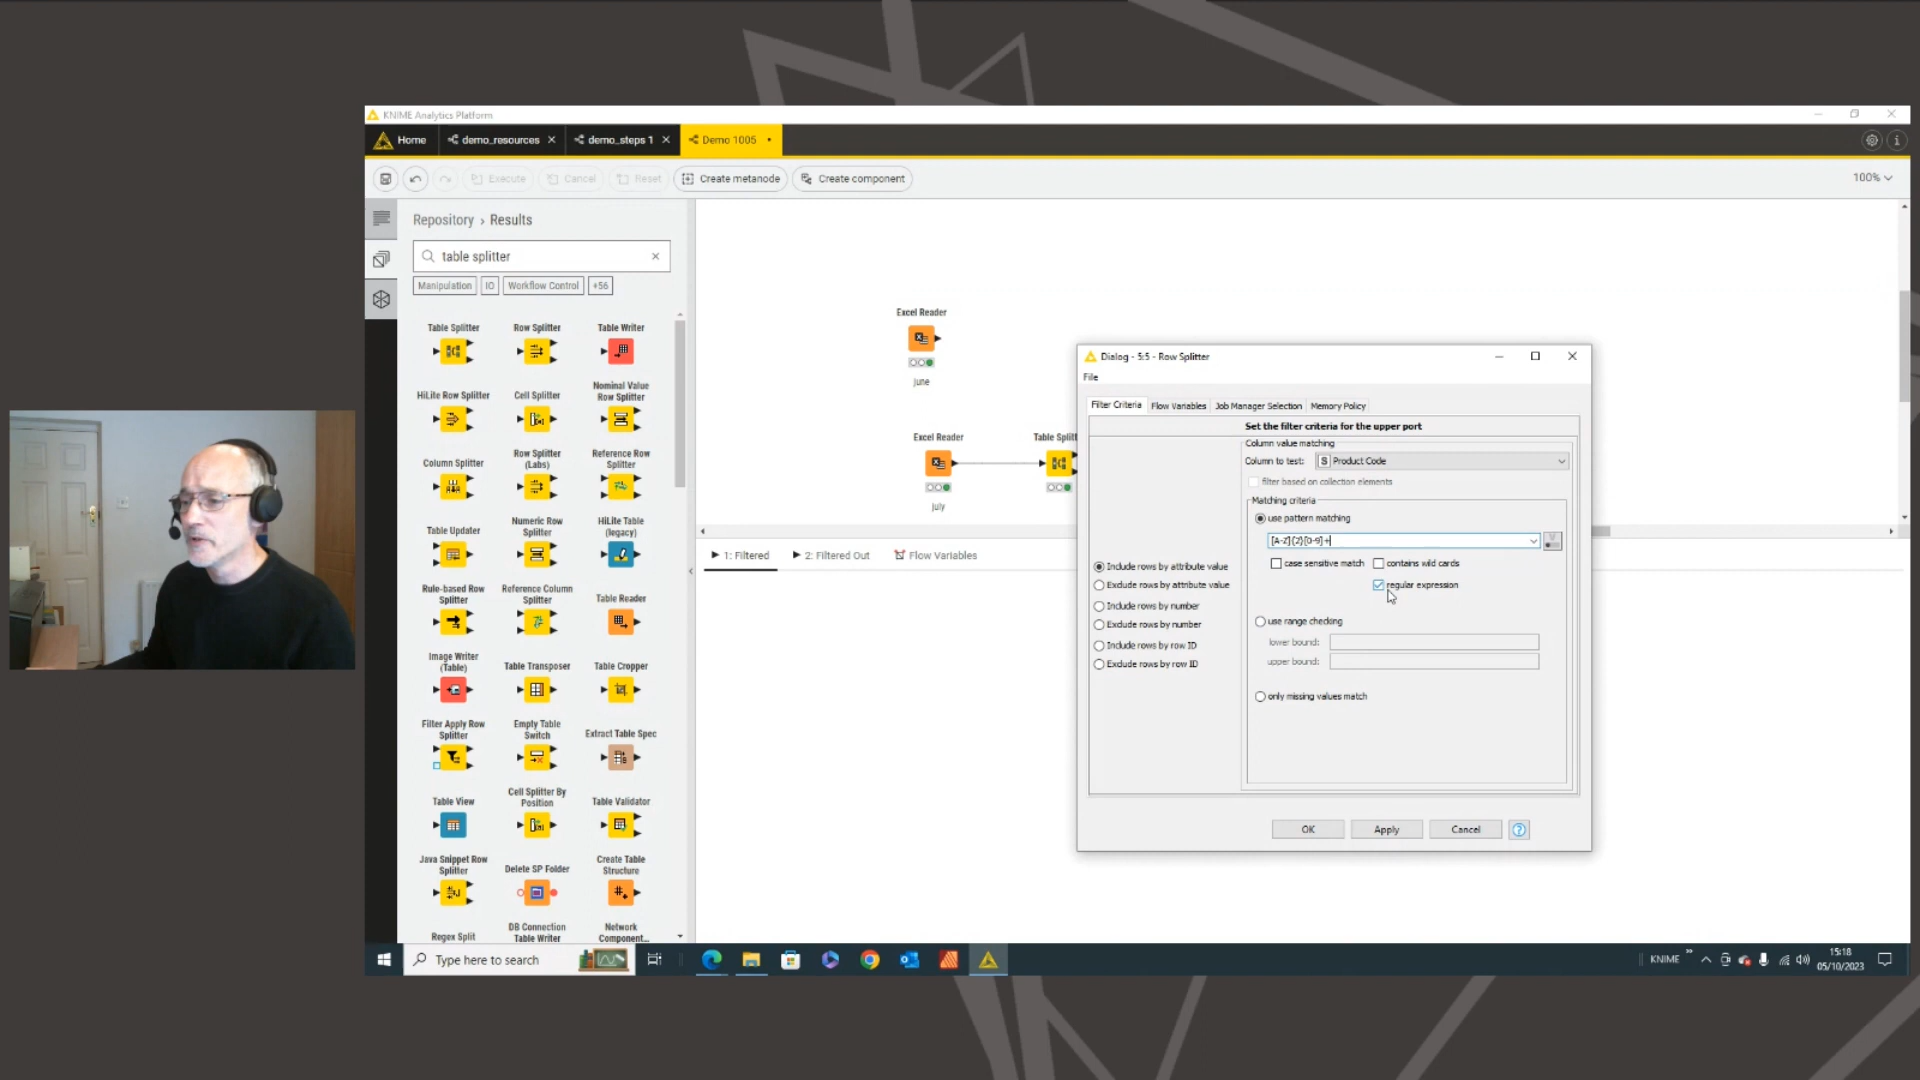 KNIME Analytics Platform
Home
demo_resources
demo_steps 1
Demo 1005
Execute
Cancel
Reset
Create metanode
Create component
100%
Repository › Results
table splitter
Manipulation
IO
Workflow Control
+56
Table Splitter
Row Splitter
Table Writer
HiLite Row Splitter
Cell Splitter
Nominal Value
Row Splitter
Column Splitter
Row Splitter
(Labs)
Reference Row
Splitter
Table Updater
Numeric Row
Splitter
HiLite Table
(legacy)
Rule-based Row
Splitter
Reference Column
Splitter
Table Reader
Image Writer
(Table)
Table Transposer
Table Cropper
Filter Apply Row
Splitter
Empty Table
Switch
Extract Table Spec
Table View
Cell Splitter By
Position
Table Validator
Java Snippet Row
Splitter
Delete SP Folder
Create Table
Structure
Regex Split
DB Connection
Table Writer
Network
Component...
Excel Reader
june
Excel Reader
july
Table Splitt
1: Filtered
2: Filtered Out
Flow Variables
Dialog - 5:5 - Row Splitter
File
Filter Criteria
Flow Variables
Job Manager Selection
Memory Policy
Set the filter criteria for the upper port
Include rows by attribute value
Exclude rows by attribute value
Include rows by number
Exclude rows by number
Include rows by row ID
Exclude rows by row ID
Column value matching
Column to test:
S Product Code
filter based on collection elements
Matching criteria
use pattern matching
[A-Z]{2}[0-9]+
case sensitive match
contains wild cards
regular expression
use range checking
lower bound:
upper bound:
only missing values match
OK
Apply
Cancel
Type here to search
KNIME
15:18
05/10/2023